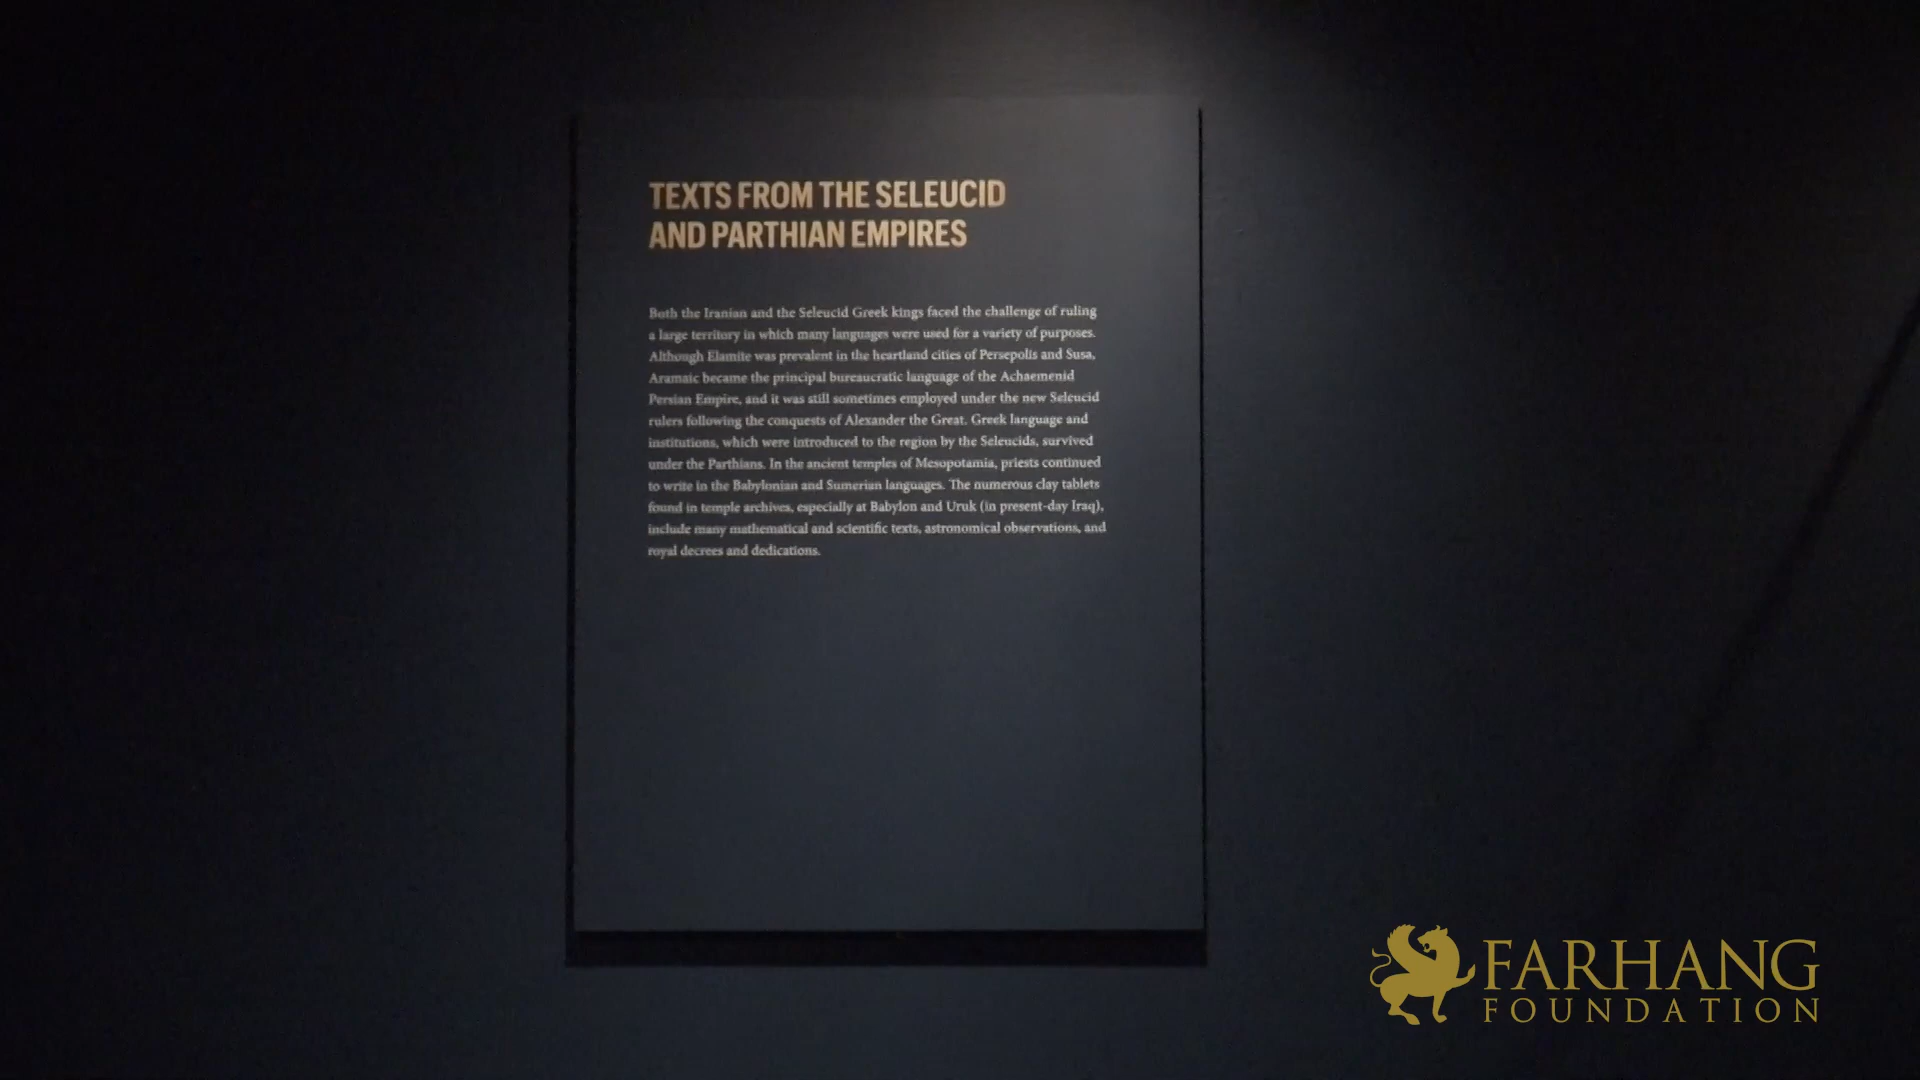 TEXTS FROM THE SELEUCID
AND PARTHIAN EMPIRES
Both the Iranian and the Seleucid Greek kings faced the challenge of ruling
a large territory in which many languages were used for a variety of purposes.
Although Elamite was prevalent in the heartland cities of Persepolis and Susa,
Aramaic became the principal bureaucratic language of the Achaemenid
Persian Empire, and it was still sometimes employed under the new Seleucid
rulers following the conquests of Alexander the Great. Greek language and
institutions, which were introduced to the region by the Seleucids, survived
under the Parthians. In the ancient temples of Mesopotamia, priests continued
to write in the Babylonian and Sumerian languages. The numerous clay tablets
found in temple archives, especially at Babylon and Uruk (in present-day Iraq),
include many mathematical and scientific texts, astronomical observations, and
royal decrees and dedications.
FARHANG
FOUNDATION